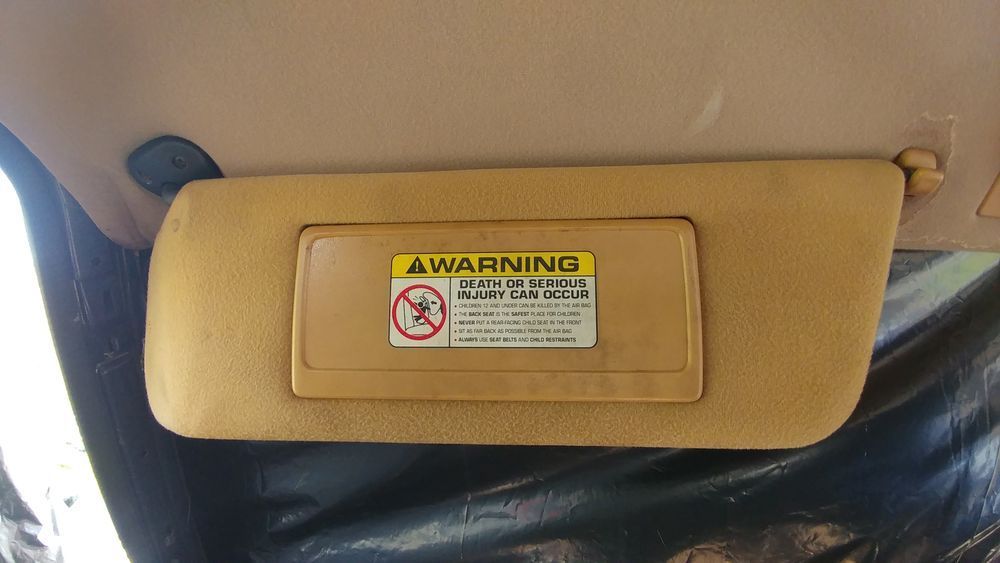 WARNING
DEATH OR SERIOUS
INJURY CAN OCCUR
• CHILDREN 12 AND UNDER CAN BE KILLED BY THE AIR BAG
• THE BACK SEAT IS THE SAFEST PLACE FOR CHILDREN
• NEVER PUT A REAR-FACING CHILD SEAT IN THE FRONT
• SIT AS FAR BACK AS POSSIBLE FROM THE AIR BAG
• ALWAYS USE SEAT BELTS AND CHILD RESTRAINTS